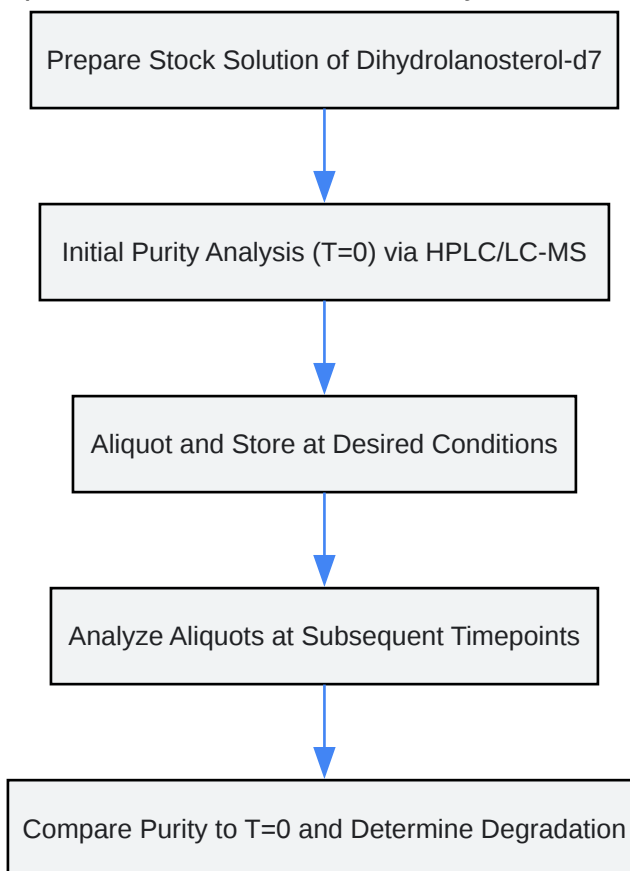 Prepare Stock Solution of Dihydrolanosterol-d7
Initial Purity Analysis (T=0) via HPLC/LC-MS
Aliquot and Store at Desired Conditions
Analyze Aliquots at Subsequent Timepoints
Compare Purity to T=0 and Determine Degradation